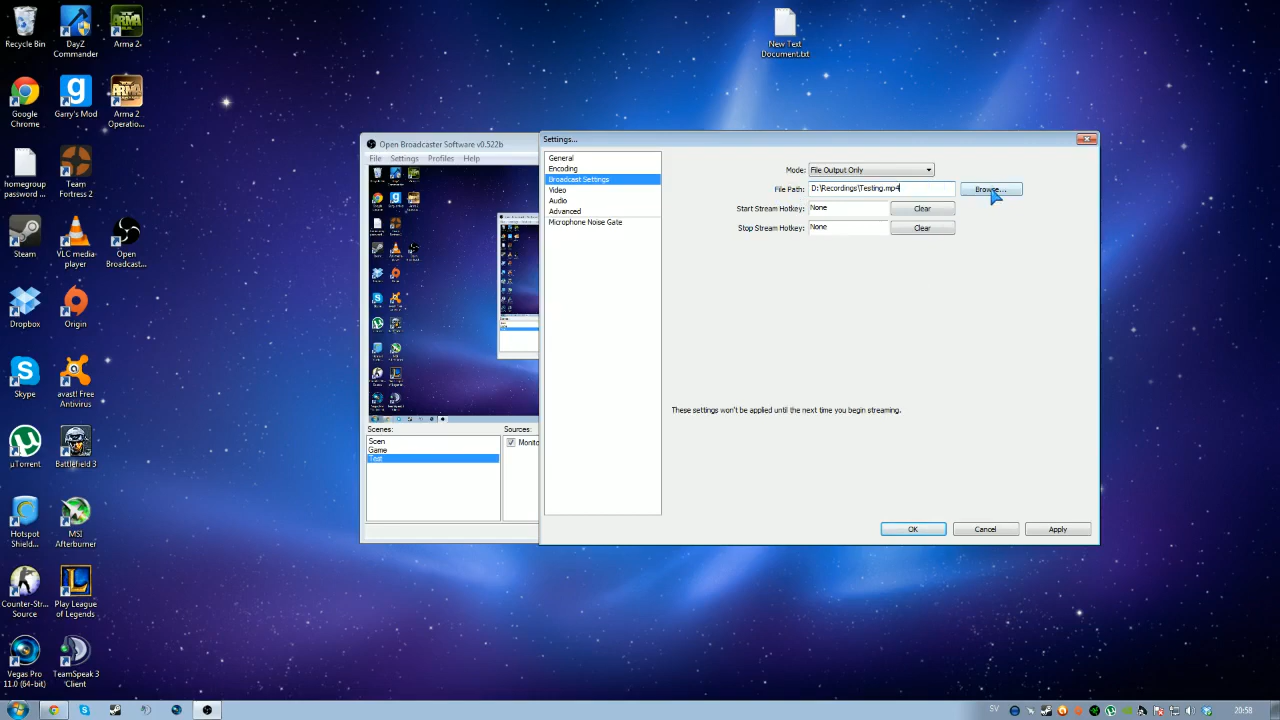 Recycle Bin
DayZ
Commander
Arma 2
Google
Chrome
Garry's Mod
Arma 2
Operatio...
homegroup
passwor...
Team
Fortress 2
Steam
VLC media
player
Open
Broadcas...
Dropbox
Origin
Skype
avast! Free
Antivirus
µTorrent
Battlefield 3
Hotspot
Shield...
MSI
Afterburner
Counter-Str...
Source
Play League
of Legends
Vegas Pro
11.0 (64-bit)
TeamSpeak 3
Client
New Text
Document.txt
Open Broadcaster Software v0.522b
File Settings Profiles Help
Scenes:
Sources:
Scen
Game
Test
Settings...
General
Encoding
Broadcast Settings
Video
Audio
Advanced
Microphone Noise Gate
Mode: File Output Only
File Path: D:\Recordings\Testing.mp4 Browse...
Start Stream Hotkey: None Clear
Stop Stream Hotkey: None Clear
These settings won't be applied until the next time you begin streaming.
OK Cancel Apply
SV 20:58